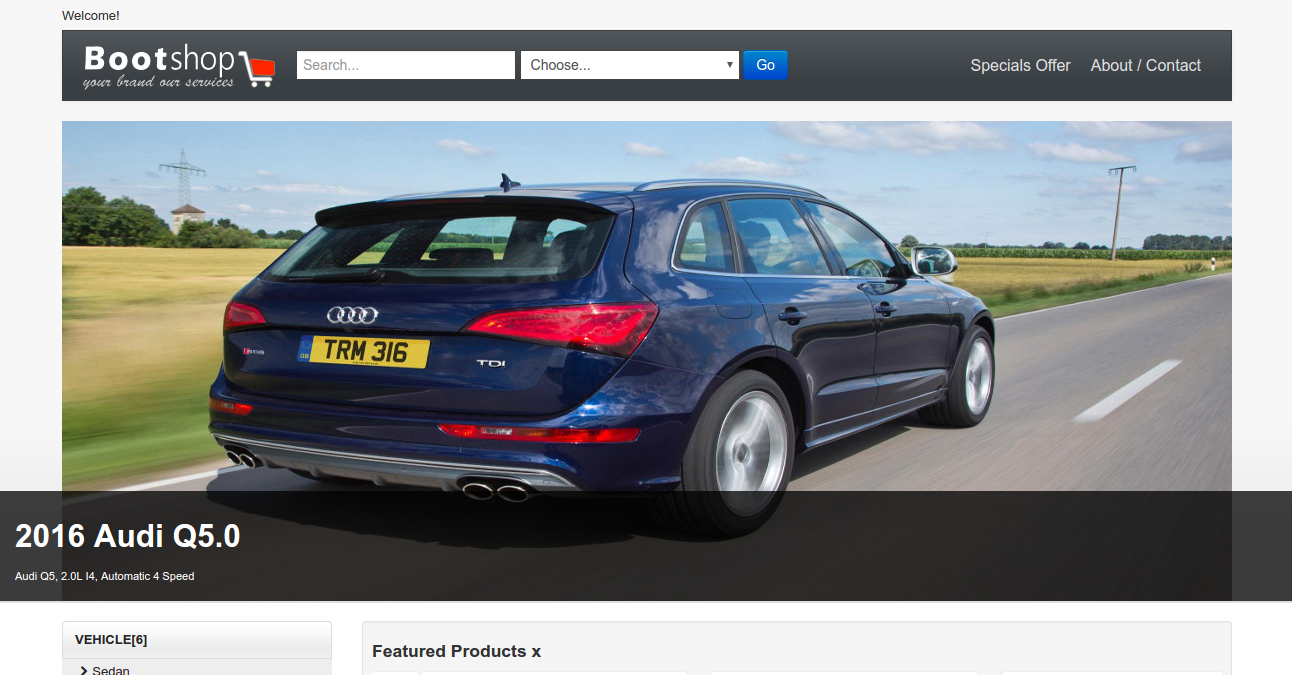 Welcome!
Bootshop
your brand our services
Search...
Choose...
Go
Specials Offer
About / Contact
GB
TRM 316
TDI
2016 Audi Q5.0
Audi Q5, 2.0L I4, Automatic 4 Speed
VEHICLE[6]
Sedan
Featured Products x